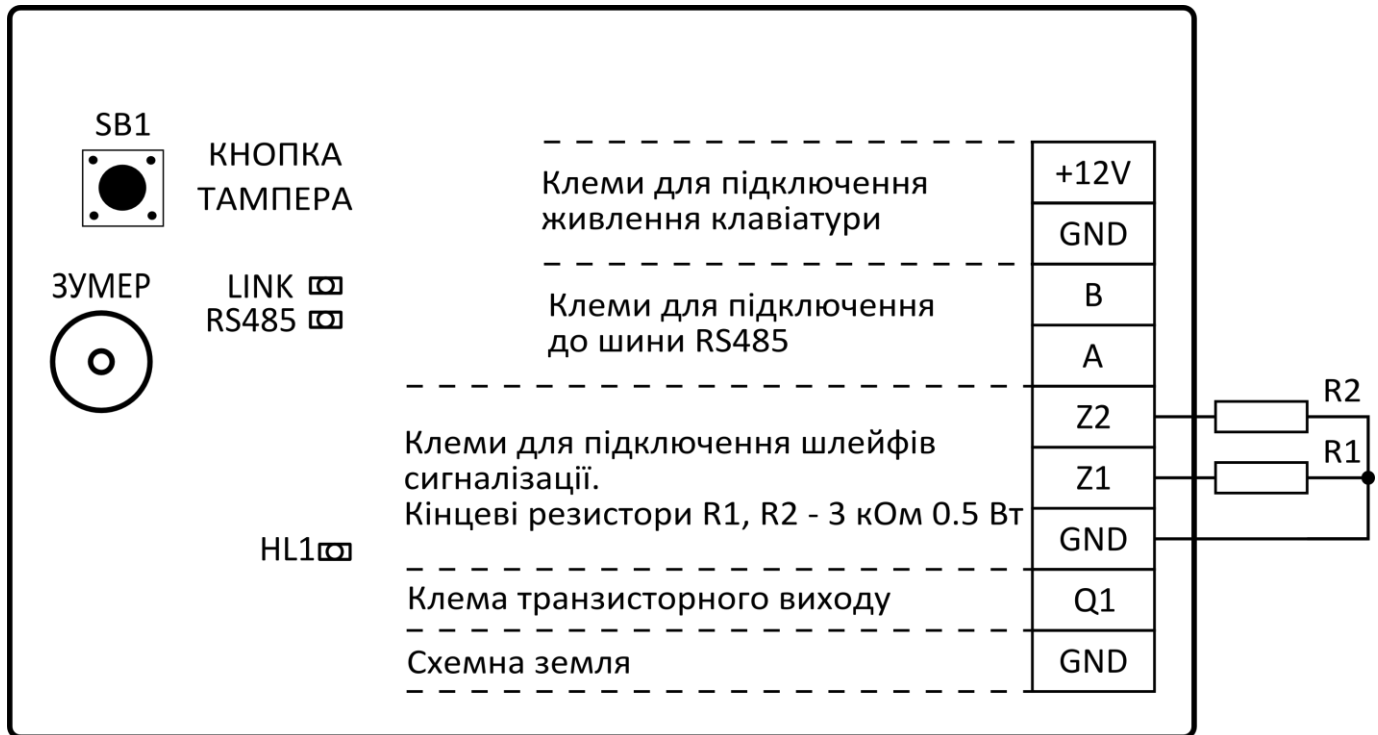 SB1
КНОПКА
ТАМПЕРА
ЗУМЕР
LINK
RS485
HL1
Клеми для підключення
живлення клавіатури
+12V
GND
Клеми для підключення
до шини RS485
B
A
Клеми для підключення шлейфів
сигналізації.
Кінцеві резистори R1, R2 - 3 кОм 0.5 Вт
Z2
Z1
GND
R2
R1
Клема транзисторного виходу
Q1
Схемна земля
GND